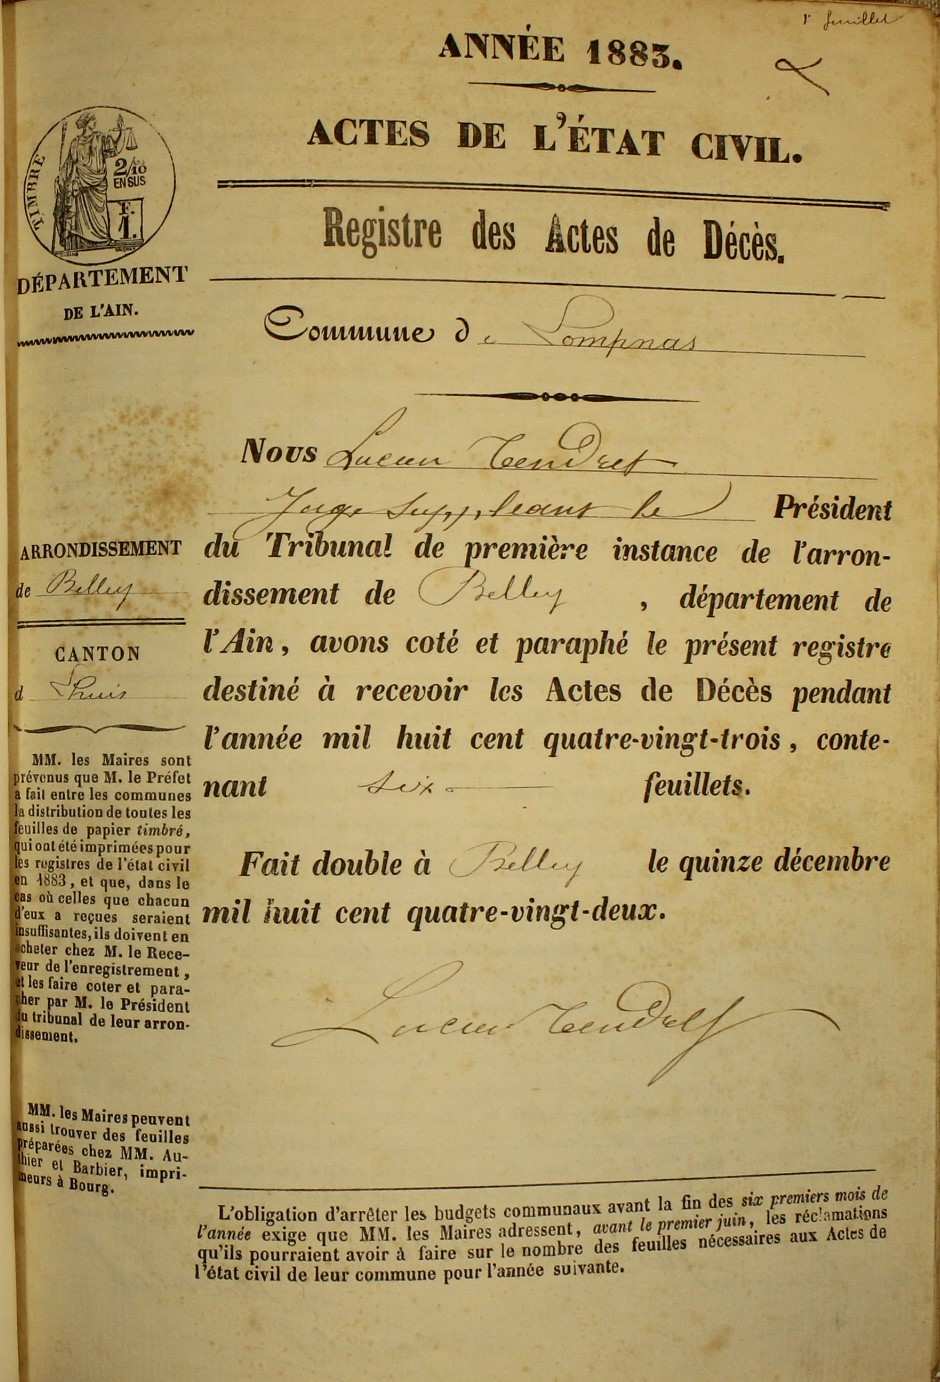 1r feuillet
ANNÉE 1883.
ACTES DE L'ÉTAT CIVIL.
Registre des Actes de Décès.
Commune de Lompnas
TIMBRE
2/10
EN SUS
F.
1.
DÉPARTEMENT
DE L'AIN.
ARRONDISSEMENT
de Belley
CANTON
d
MM. les Maires sont
prévenus que M. le Préfet
a fait entre les communes
la distribution de toutes les
feuilles de papier timbré,
qui ont été imprimées pour
les registres de l'état civil
en 1883, et que, dans le
cas où celles que chacun
d'eux a reçues seraient
insuffisantes, ils doivent en
acheter chez M. le Rece-
veur de l'enregistrement,
et les faire coter et para-
pher par M. le Président
du tribunal de leur arron-
dissement.
MM. les Maires peuvent
aussi trouver des feuilles
préparées chez MM. Au-
thier et Barbier, impri-
meurs à Bourg.
Nous Lucien Tendret
Juge suppléant le Président
du Tribunal de première instance de l'arron-
dissement de Belley, département de
l'Ain, avons coté et paraphé le présent registre
destiné à recevoir les Actes de Décès pendant
l'année mil huit cent quatre-vingt-trois, conte-
nant six feuillets.
Fait double à Belley le quinze décembre
mil huit cent quatre-vingt-deux.
Lucien Tendret
L'obligation d'arrêter les budgets communaux avant la fin des six premiers mois de
l'année exige que MM. les Maires adressent, avant le premier juin, les réclamations
qu'ils pourraient avoir à faire sur le nombre des feuilles nécessaires aux Actes de
l'état civil de leur commune pour l'année suivante.